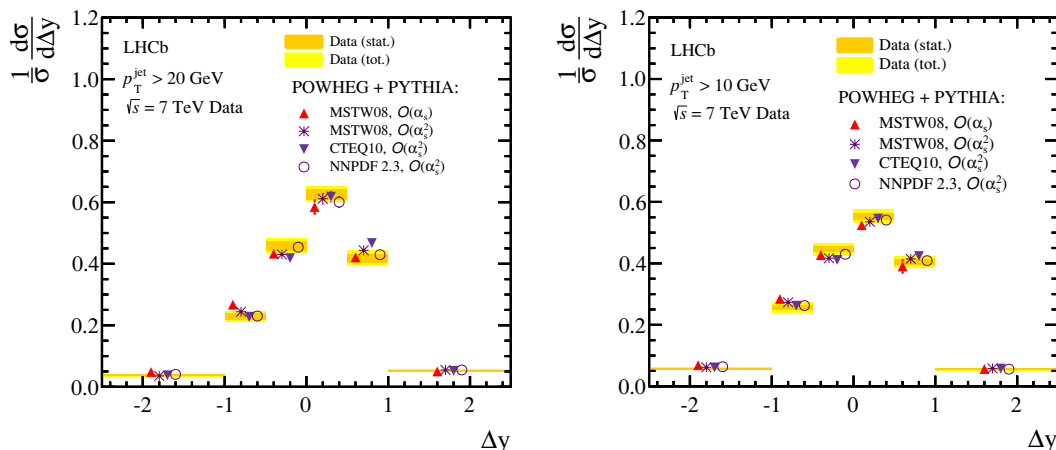 1/σ dσ/dΔy
1.2
1.0
0.8
0.6
0.4
0.2
0.0
LHCb
p_T^jet > 20 GeV
√s = 7 TeV Data
Data (stat.)
Data (tot.)
POWHEG + PYTHIA:
MSTW08, O(α_s)
MSTW08, O(α_s^2)
CTEQ10, O(α_s^2)
NNPDF 2.3, O(α_s^2)
-2 -1 0 1 2
Δy
1/σ dσ/dΔy
1.2
1.0
0.8
0.6
0.4
0.2
0.0
LHCb
p_T^jet > 10 GeV
√s = 7 TeV Data
Data (stat.)
Data (tot.)
POWHEG + PYTHIA:
MSTW08, O(α_s)
MSTW08, O(α_s^2)
CTEQ10, O(α_s^2)
NNPDF 2.3, O(α_s^2)
-2 -1 0 1 2
Δy